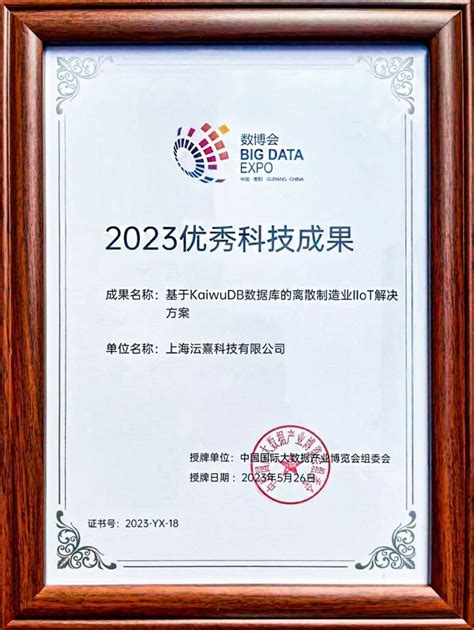 数博会
BIG DATA
EXPO
中国·贵阳 GUIYANG·CHINA
2023优秀科技成果
成果名称：基于KaiwuDB数据库的离散制造业IIoT解决
方案
单位名称：上海沄熹科技有限公司
授牌单位：中国国际大数据产业博览会组委会
授牌日期：2023年5月26日
证书号：2023-YX-18